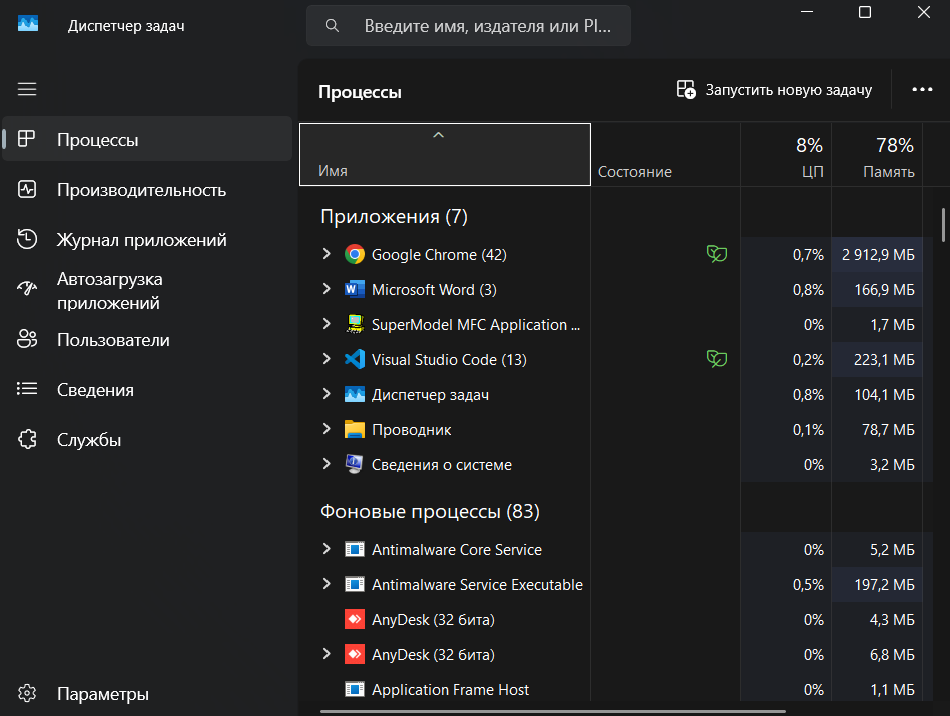 Диспетчер задач
Введите имя, издателя или PI...
Процессы
Запустить новую задачу
Процессы
Производительность
Журнал приложений
Автозагрузка
приложений
Пользователи
Сведения
Службы
Параметры
Имя Состояние 8% ЦП 78% Память
Приложения (7)
Google Chrome (42) 0,7% 2 912,9 МБ
Microsoft Word (3) 0,8% 166,9 МБ
SuperModel MFC Application ... 0% 1,7 МБ
Visual Studio Code (13) 0,2% 223,1 МБ
Диспетчер задач 0,8% 104,1 МБ
Проводник 0,1% 78,7 МБ
Сведения о системе 0% 3,2 МБ
Фоновые процессы (83)
Antimalware Core Service 0% 5,2 МБ
Antimalware Service Executable 0,5% 197,2 МБ
AnyDesk (32 бита) 0% 4,3 МБ
AnyDesk (32 бита) 0% 6,8 МБ
Application Frame Host 0% 1,1 МБ